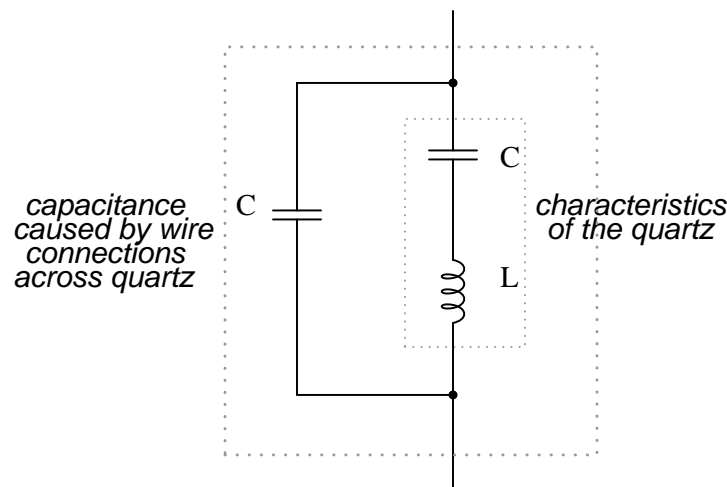 C
capacitance
caused by wire
connections
across quartz
C
characteristics
of the quartz
L